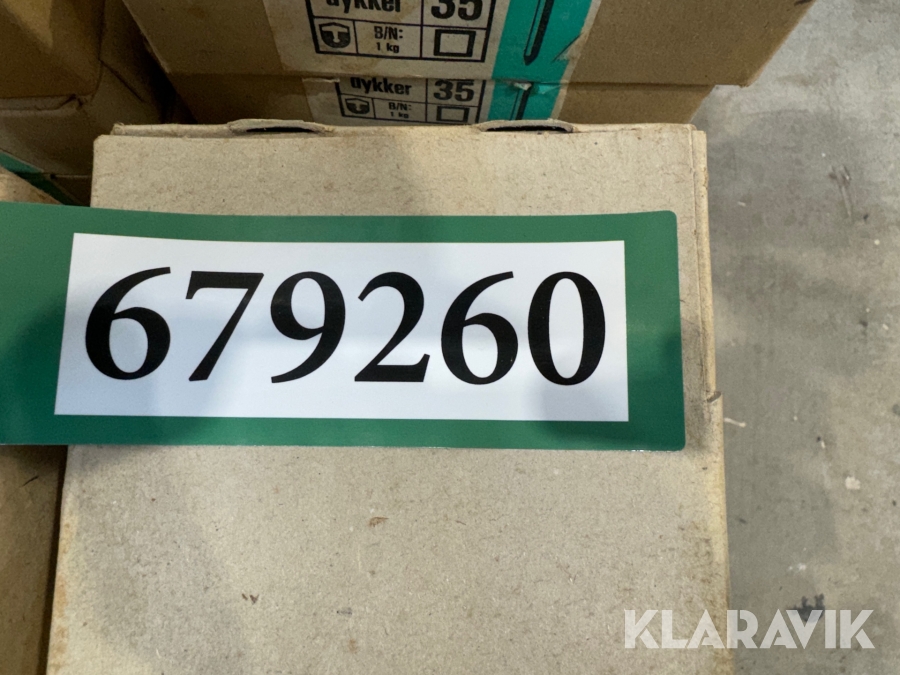 dykker 35
B/N:
1 kg
dykker 35
B/N:
1 kg
679260
KLARAVIK